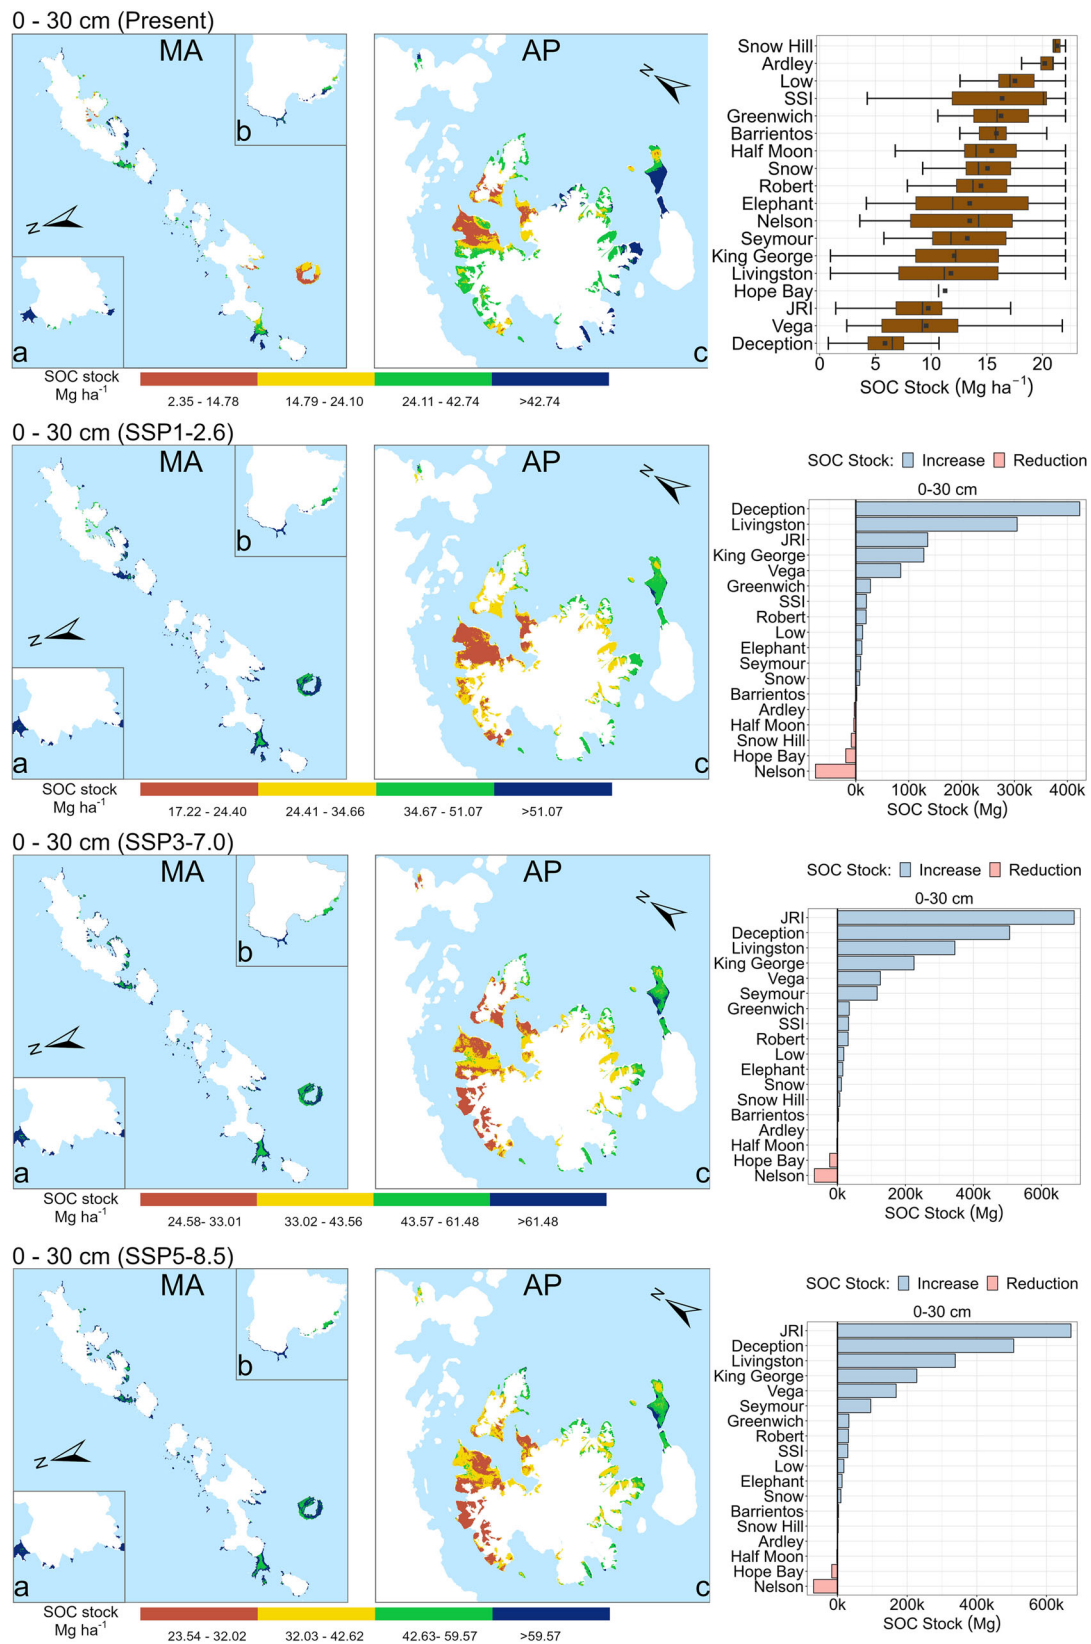 0 - 30 cm (Present)
MA
b
N
a
AP
N
c
SOC stock
Mg ha⁻¹
2.35 - 14.78
14.79 - 24.10
24.11 - 42.74
>42.74
Snow Hill
Ardley
Low
SSI
Greenwich
Barrientos
Half Moon
Snow
Robert
Elephant
Nelson
Seymour
King George
Livingston
Hope Bay
JRI
Vega
Deception
0 5 10 15 20
SOC Stock (Mg ha⁻¹)
0 - 30 cm (SSP1-2.6)
MA
b
N
a
AP
N
c
SOC stock
Mg ha⁻¹
17.22 - 24.40
24.41 - 34.66
34.67 - 51.07
>51.07
SOC Stock: Increase Reduction
0-30 cm
Deception
Livingston
JRI
King George
Vega
Greenwich
SSI
Robert
Low
Elephant
Seymour
Snow
Barrientos
Ardley
Half Moon
Snow Hill
Hope Bay
Nelson
0k 100k 200k 300k 400k
SOC Stock (Mg)
0 - 30 cm (SSP3-7.0)
MA
b
N
a
AP
N
c
SOC stock
Mg ha⁻¹
24.58- 33.01
33.02 - 43.56
43.57 - 61.48
>61.48
SOC Stock: Increase Reduction
0-30 cm
JRI
Deception
Livingston
King George
Vega
Seymour
Greenwich
SSI
Robert
Low
Elephant
Snow
Snow Hill
Barrientos
Ardley
Half Moon
Hope Bay
Nelson
0k 200k 400k 600k
SOC Stock (Mg)
0 - 30 cm (SSP5-8.5)
MA
b
N
a
AP
N
c
SOC stock
Mg ha⁻¹
23.54 - 32.02
32.03 - 42.62
42.63- 59.57
>59.57
SOC Stock: Increase Reduction
0-30 cm
JRI
Deception
Livingston
King George
Vega
Seymour
Greenwich
Robert
SSI
Low
Elephant
Snow
Barrientos
Snow Hill
Ardley
Half Moon
Hope Bay
Nelson
0k 200k 400k 600k
SOC Stock (Mg)